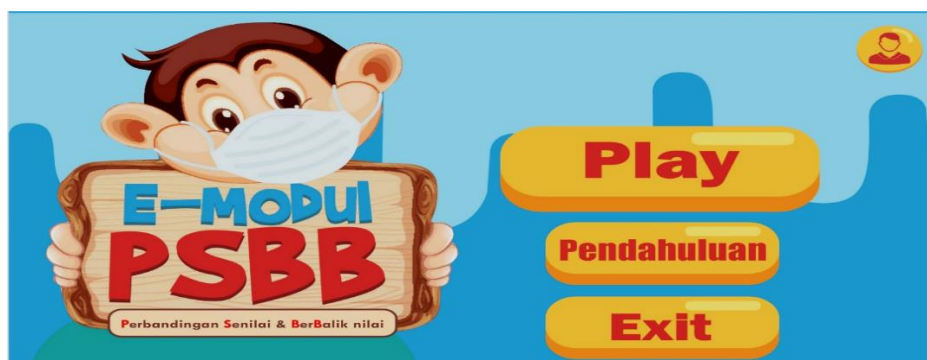 E-MODUl
PSBB
Perbandingan Senilai & BerBalik nilai
Play
Pendahuluan
Exit